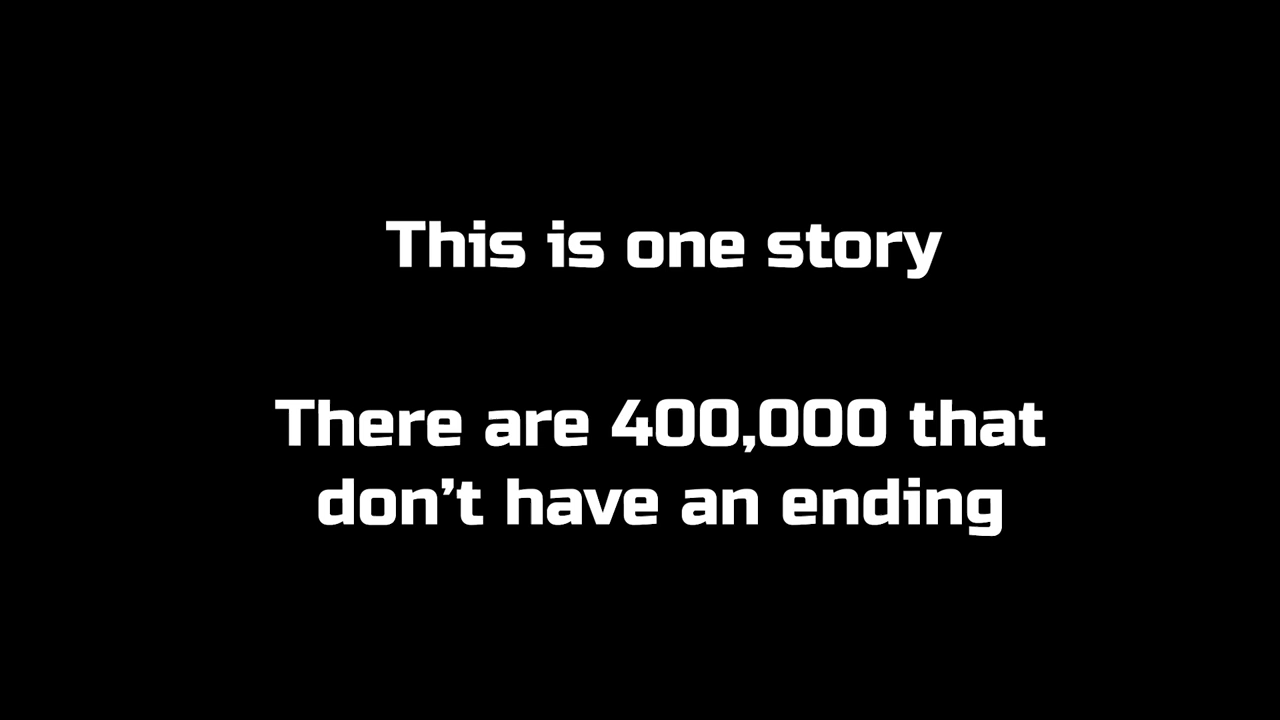 This is one story
There are 400,000 that
don’t have an ending